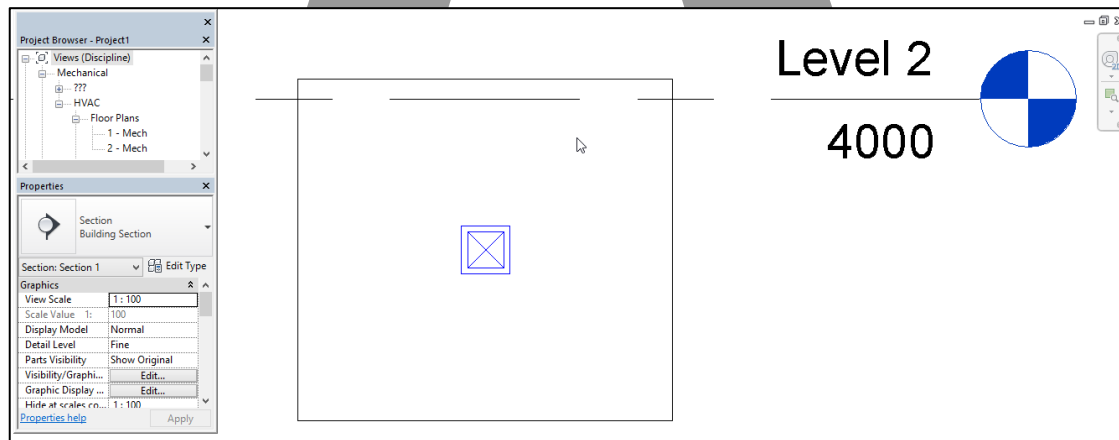 Project Browser - Project1
Views (Discipline)
Mechanical
???
HVAC
Floor Plans
1 - Mech
2 - Mech
Properties
Section
Building Section
Section: Section 1
Edit Type
Graphics
View Scale 1 : 100
Scale Value 1: 100
Display Model Normal
Detail Level Fine
Parts Visibility Show Original
Visibility/Graphi... Edit...
Graphic Display ... Edit...
Hide at scales co... 1 : 100
Properties help Apply
Level 2
4000